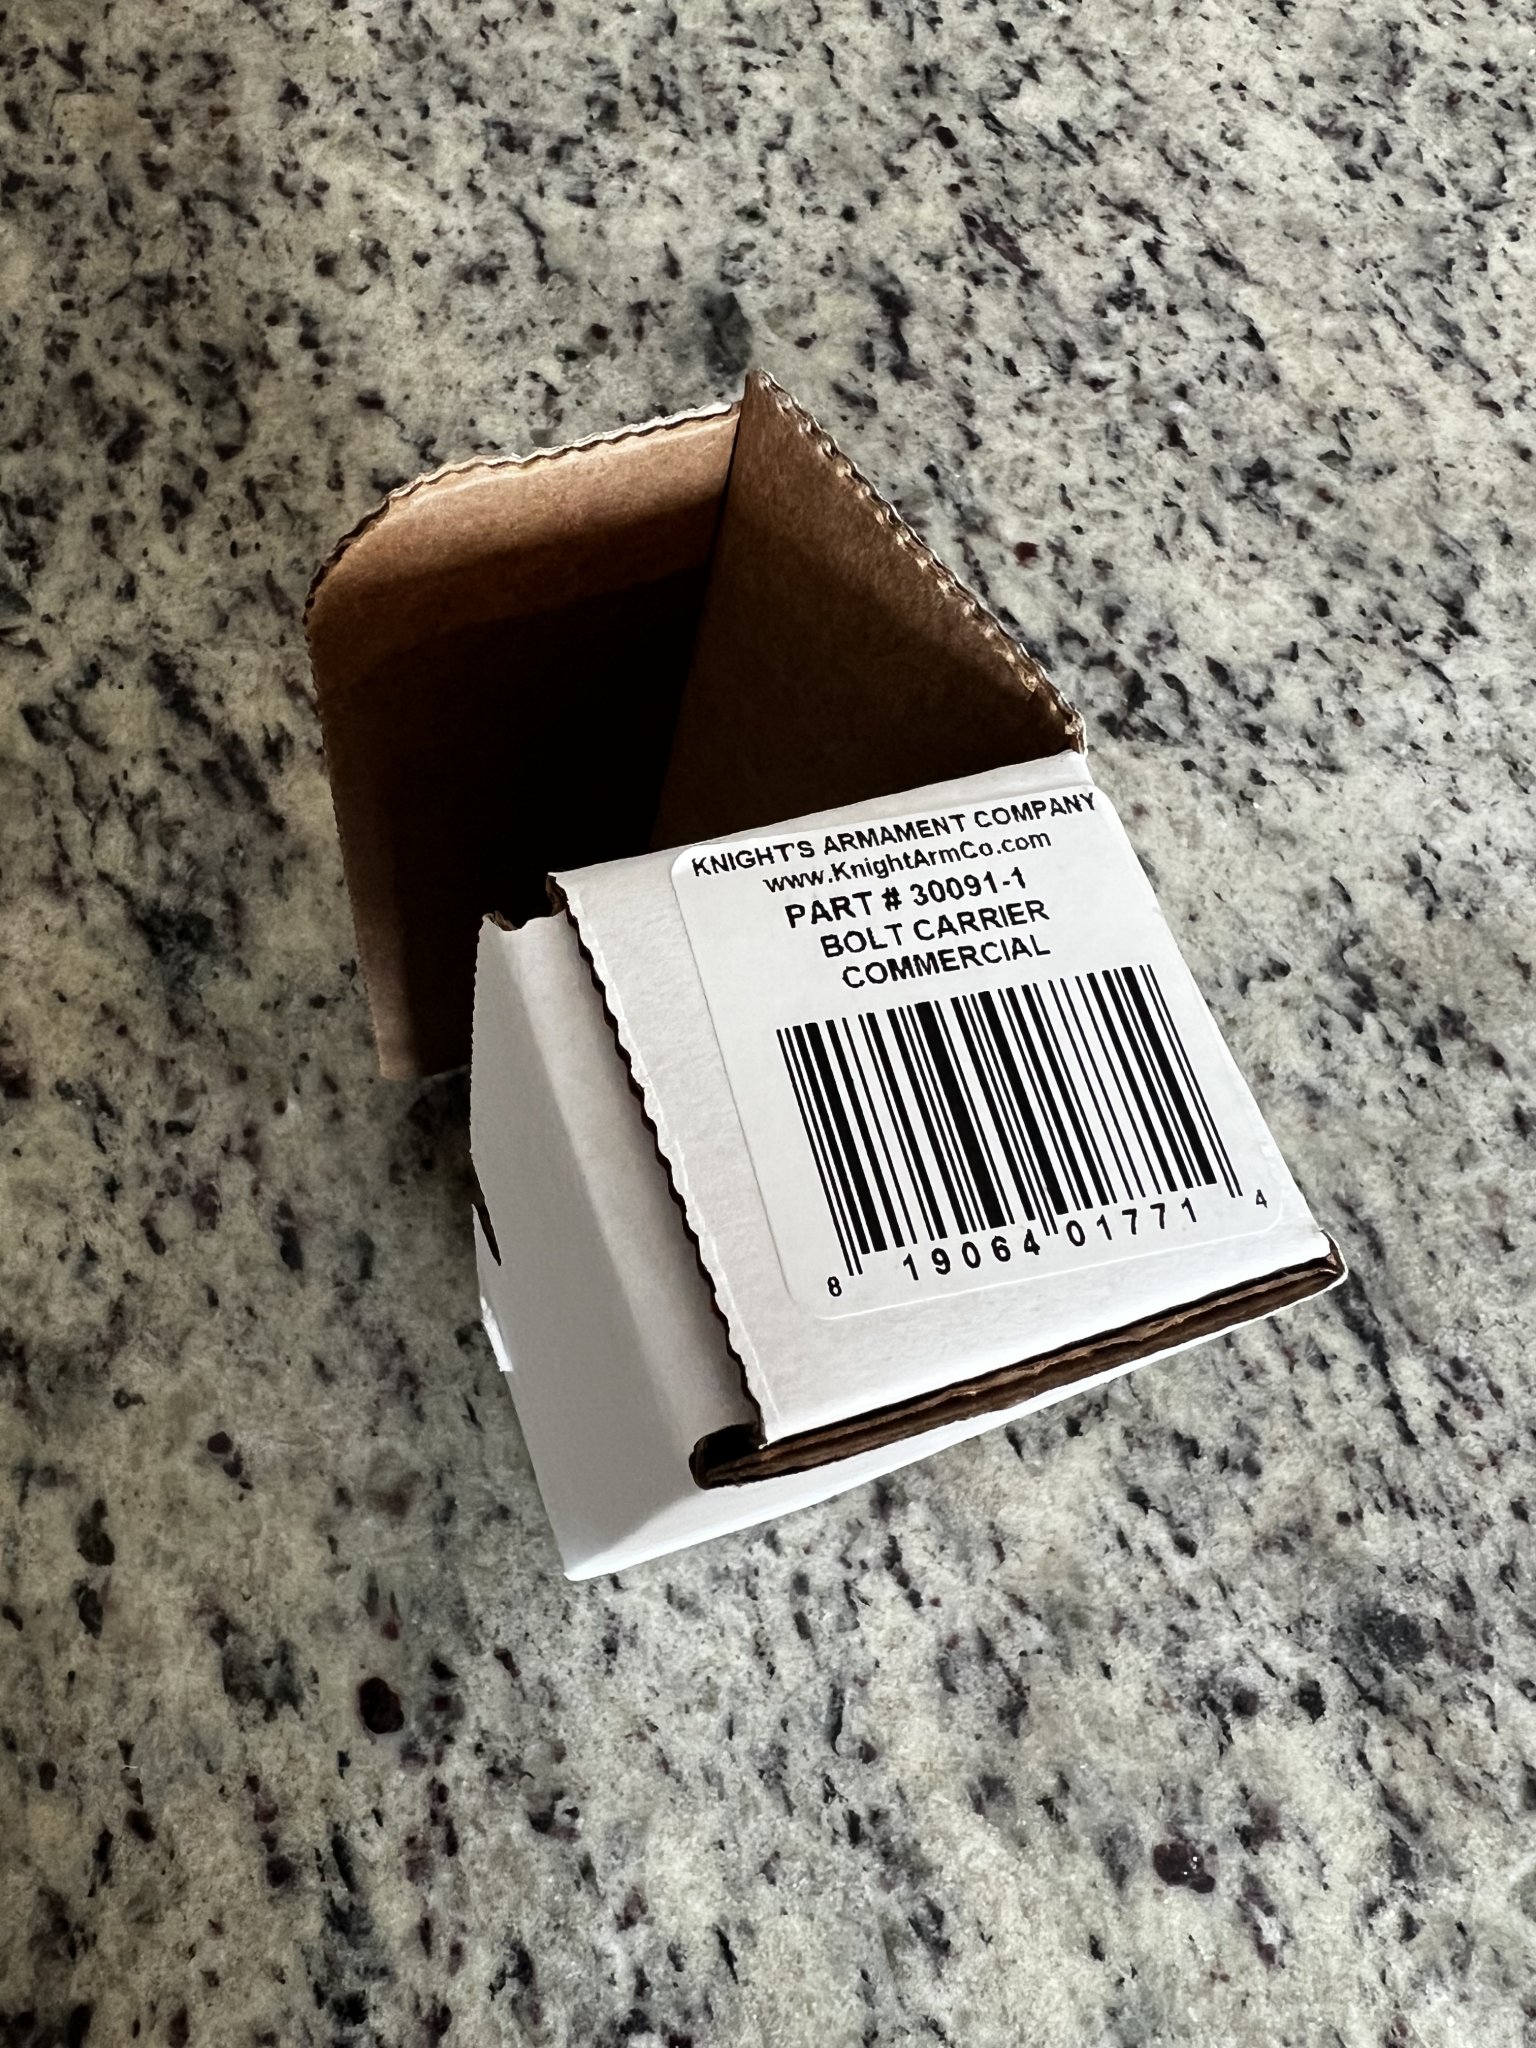 KNIGHT'S ARMAMENT COMPANY
www.KnightArmCo.com
PART # 30091-1
BOLT CARRIER
COMMERCIAL
8 19064 01771 4